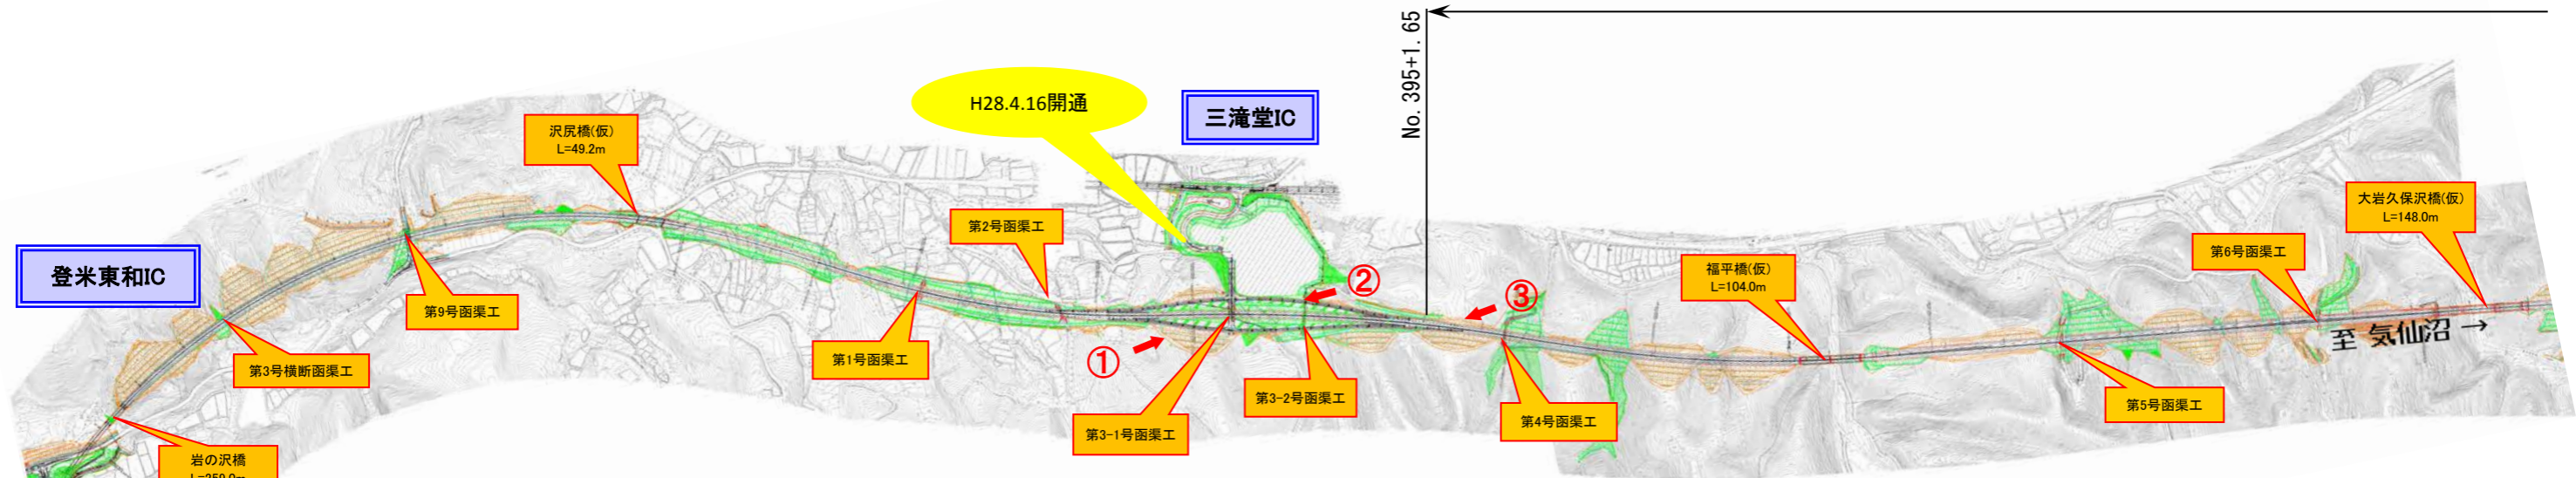 No.395+1.65
H28.4.16開通
三滝堂IC
沢尻橋(仮)
L=49.2m
大岩久保沢橋(仮)
L=148.0m
第2号函渠工
第6号函渠工
登米東和IC
福平橋(仮)
L=104.0m
②
③
第9号函渠工
至 気仙沼 →
①
第1号函渠工
第3号横断函渠工
第3-2号函渠工
第5号函渠工
第4号函渠工
第3-1号函渠工
岩の沢橋